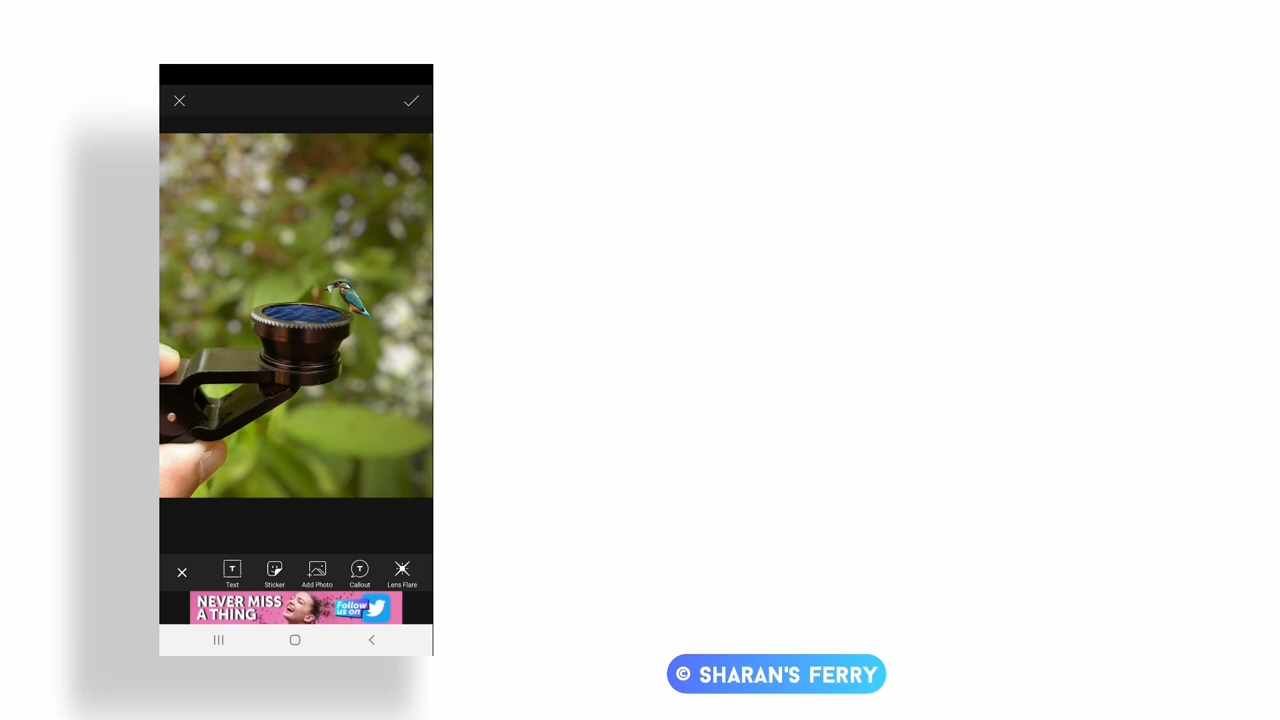 Text Sticker Add Photo Callout Lens Flare
NEVER MISS
A THING
Follow
us on
© SHARAN'S FERRY